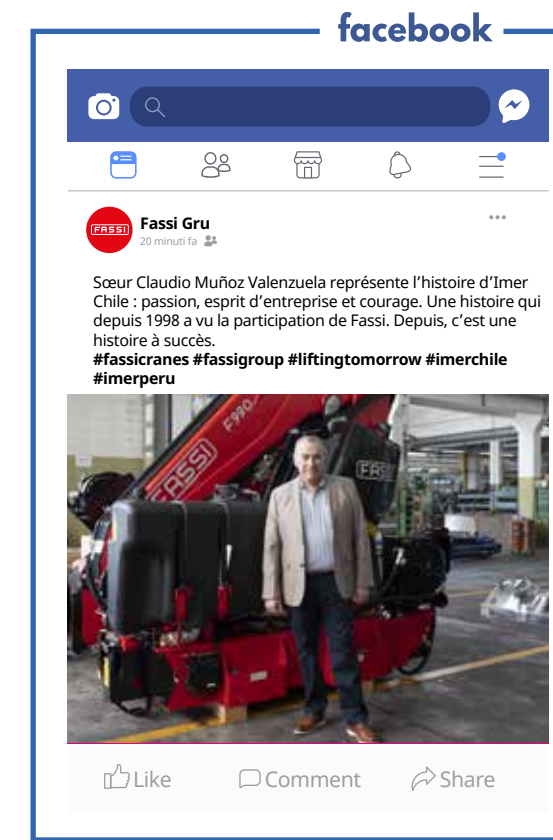 facebook
FASSI
Fassi Gru
20 minuti fa
Sœur Claudio Muñoz Valenzuela représente l’histoire d’Imer
Chile : passion, esprit d’entreprise et courage. Une histoire qui
depuis 1998 a vu la participation de Fassi. Depuis, c’est une
histoire à succès.
#fassicranes #fassigroup #liftingtomorrow #imerchile
#imerperu
F990
FASSI
FASSI
Like
Comment
Share